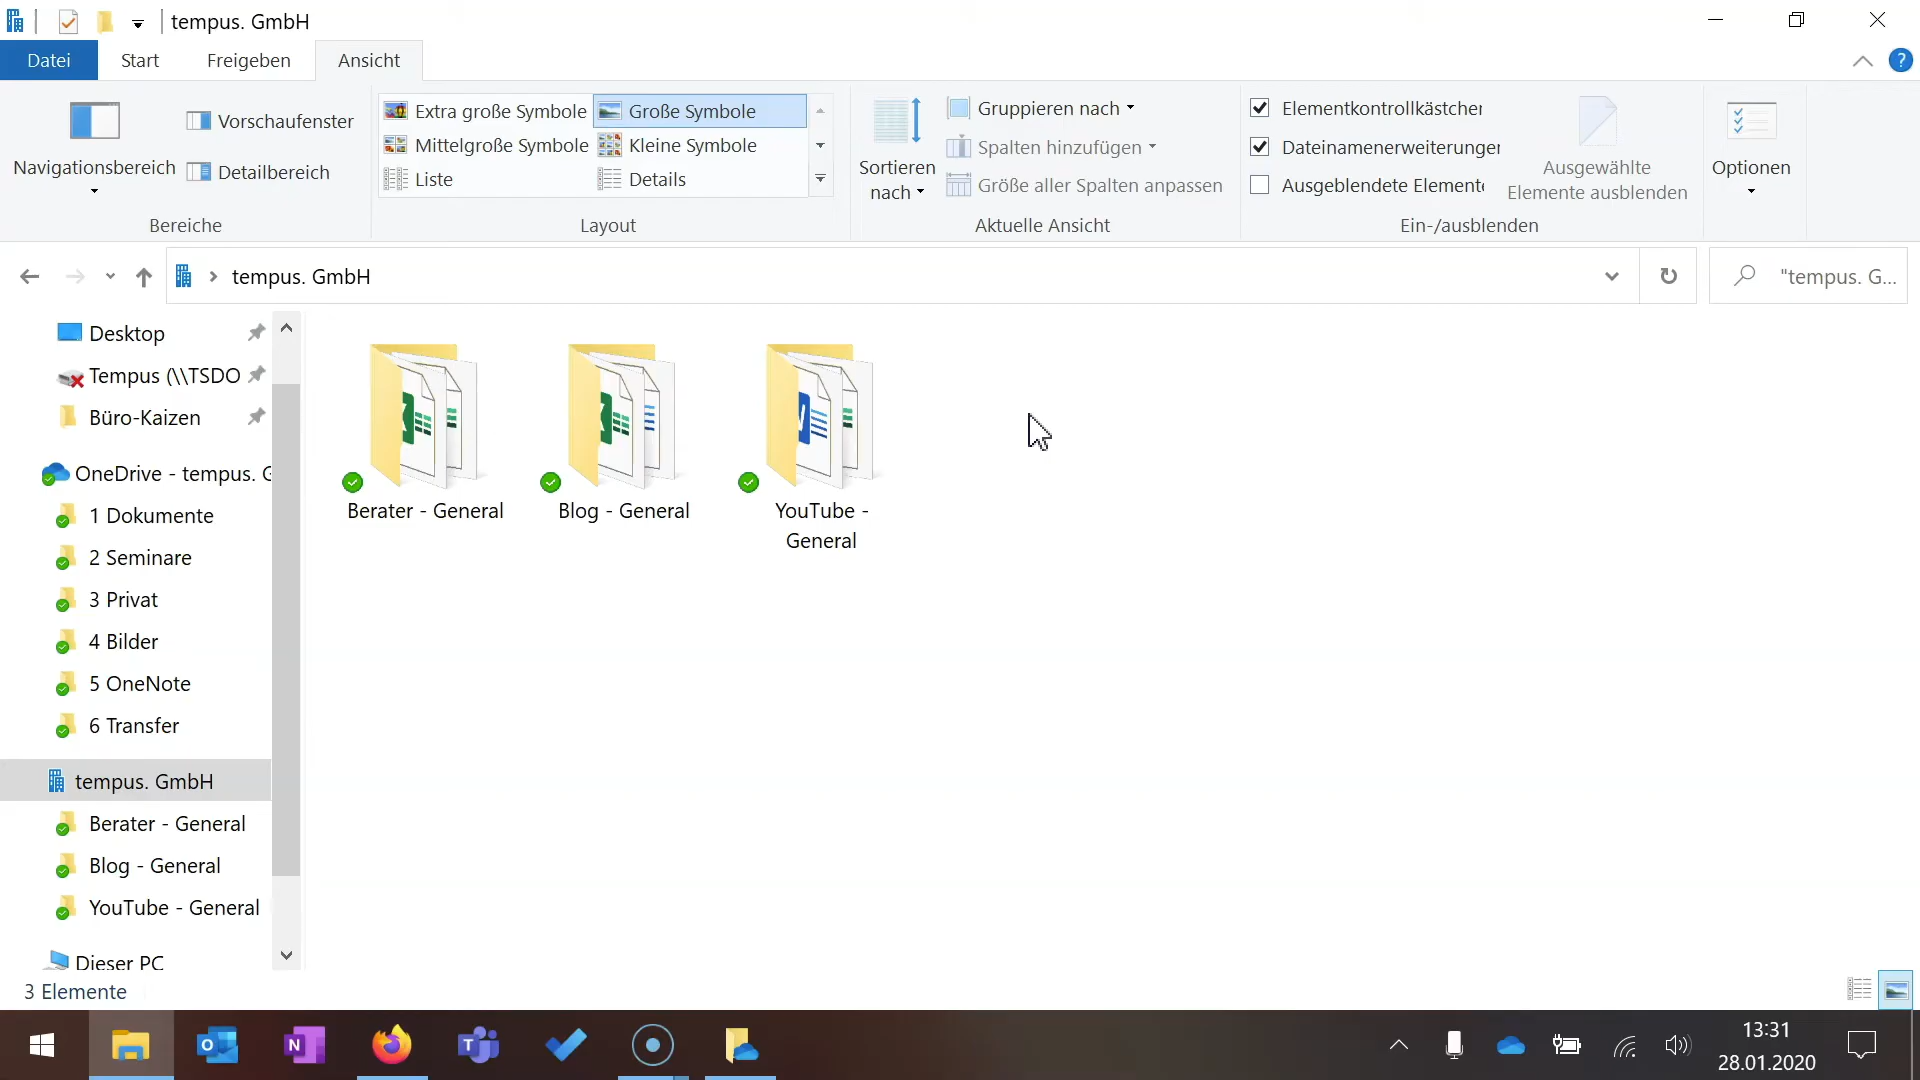 tempus. GmbH
Datei
Start
Freigeben
Ansicht
Navigationsbereich
Vorschaufenster
Detailbereich
Bereiche
Extra große Symbole
Große Symbole
Mittelgroße Symbole
Kleine Symbole
Liste
Details
Layout
Sortieren
nach
Gruppieren nach
Spalten hinzufügen
Größe aller Spalten anpassen
Aktuelle Ansicht
Elementkontrollkästcher
Dateinamenerweiterunger
Ausgeblendete Elemente
Ausgewählte
Elemente ausblenden
Ein-/ausblenden
Optionen
tempus. GmbH
"tempus. G...
Desktop
Tempus (\\TSDO
Büro-Kaizen
OneDrive - tempus. G
1 Dokumente
2 Seminare
3 Privat
4 Bilder
5 OneNote
6 Transfer
tempus. GmbH
Berater - General
Blog - General
YouTube - General
Dieser PC
Berater - General
Blog - General
YouTube -
General
3 Elemente
13:31
28.01.2020